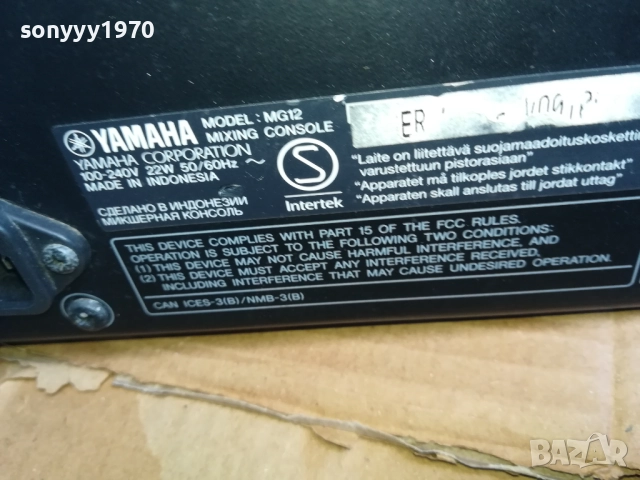 sonyyy1970
YAMAHA
MODEL: MG12
MIXING CONSOLE
YAMAHA CORPORATION
100-240V 22W 50/60Hz ~
MADE IN INDONESIA
СДЕЛАНО В ИНДОНЕЗИИ
МИКШЕРНАЯ КОНСОЛЬ
S
Intertek
ER
"Laite on liitettävä suojamaadoituskoskettin
varustettuun pistorasiaan"
"Apparatet må tilkoples jordet stikkontakt"
"Apparaten skall anslutas till jordat uttag"
THIS DEVICE COMPLIES WITH PART 15 OF THE FCC RULES.
OPERATION IS SUBJECT TO THE FOLLOWING TWO CONDITIONS:
(1) THIS DEVICE MAY NOT CAUSE HARMFUL INTERFERENCE, AND
(2) THIS DEVICE MUST ACCEPT ANY INTERFERENCE RECEIVED,
INCLUDING INTERFERENCE THAT MAY CAUSE UNDESIRED OPERATION.
CAN ICES-3(B)/NMB-3(B)
BAZAR